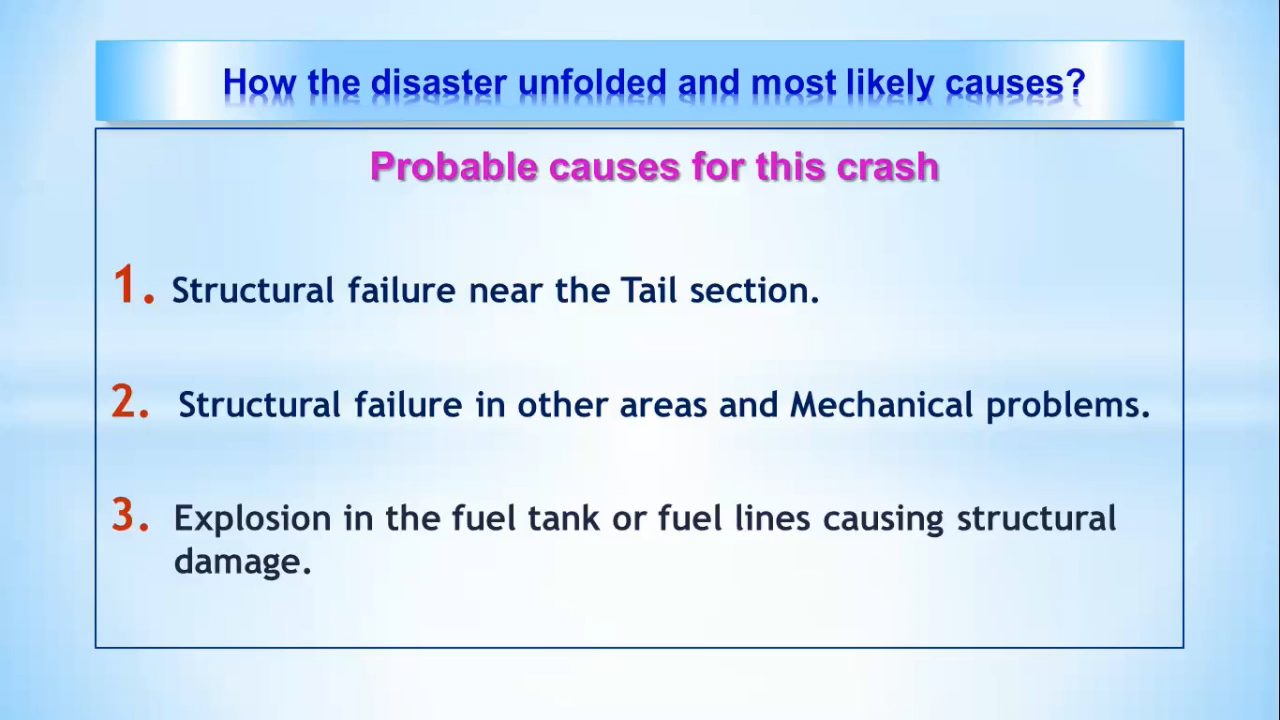 How the disaster unfolded and most likely causes?
Probable causes for this crash
1. Structural failure near the Tail section.
2. Structural failure in other areas and Mechanical problems.
3. Explosion in the fuel tank or fuel lines causing structural
damage.